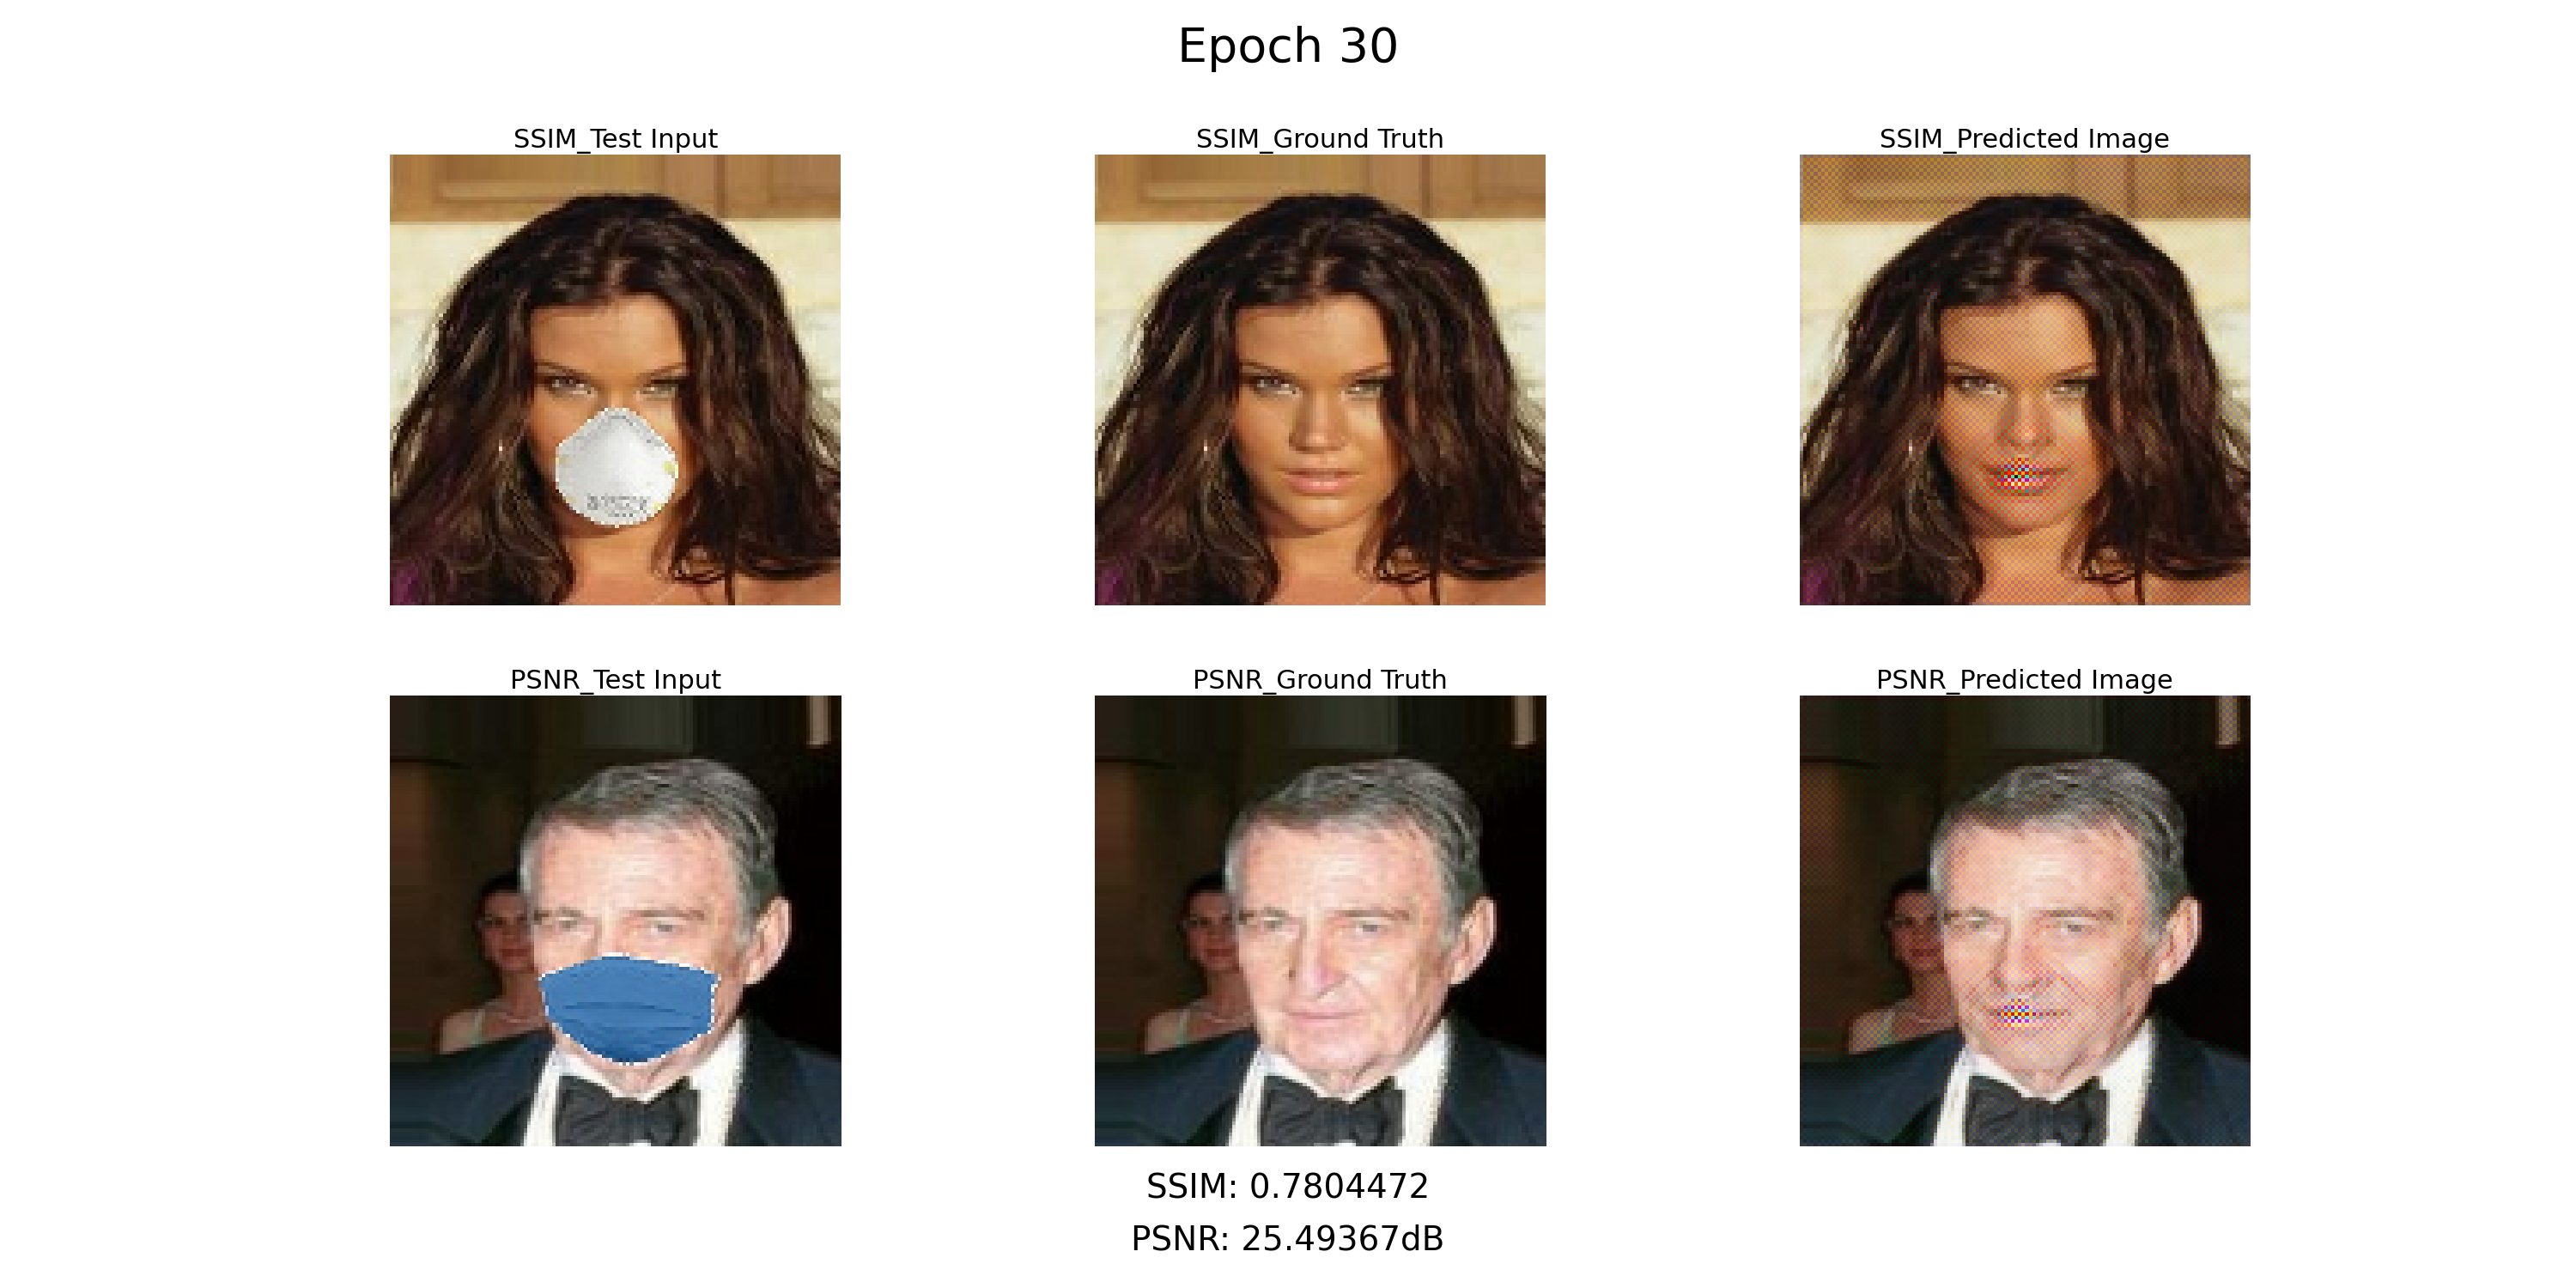 Epoch 30
SSIM_Test Input
SSIM_Ground Truth
SSIM_Predicted Image
PSNR_Test Input
PSNR_Ground Truth
PSNR_Predicted Image
SSIM: 0.7804472
PSNR: 25.49367dB